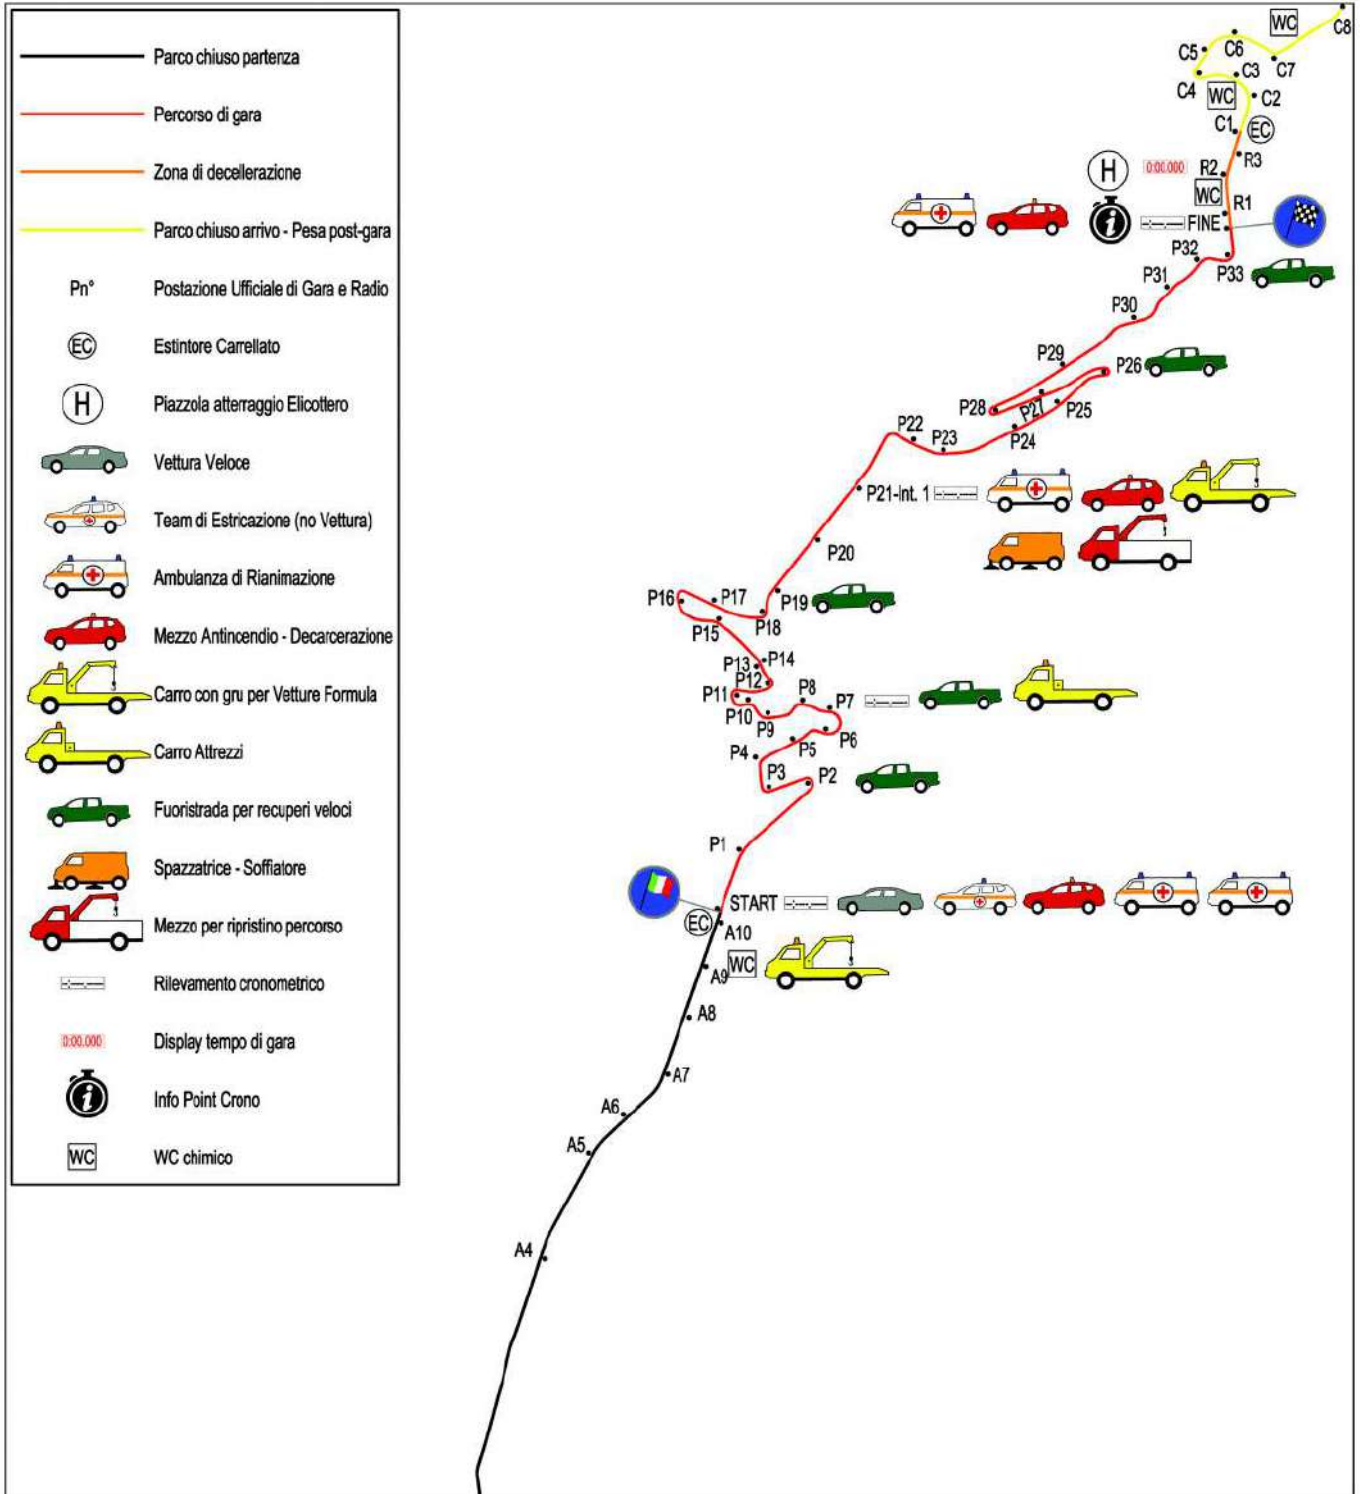 Parco chiuso partenza
Percorso di gara
Zona di decellerazione
Parco chiuso arrivo - Pesa post-gara
Pn° Postazione Ufficiale di Gara e Radio
EC Estintore Carrellato
H Piazzola atterraggio Elicottero
Vettura Veloce
Team di Estricazione (no Vettura)
Ambulanza di Rianimazione
Mezzo Antincendio - Decarcerazione
Carro con gru per Vetture Formula
Carro Attrezzi
Fuoristrada per recuperi veloci
Spazzatrice - Soffiatore
Mezzo per ripristino percorso
Rilevamento cronometrico
0:00.000 Display tempo di gara
i Info Point Crono
WC WC chimico
WC C8
C6
C5
C7
C3
C4
WC C2
C1 EC
R3
H 0:00.000 R2
WC
R1
i FINE
P32
P33
P31
P30
P29
P26
P28 P27 P25
P22
P23 P24
P21-Int. 1
P20
P16 P17 P19
P15 P18
P14
P13
P12
P11 P8 P7
P10
P9 P6
P5
P4
P3 P2
P1
START
EC A10
A9 WC
A8
A7
A6
A5
A4